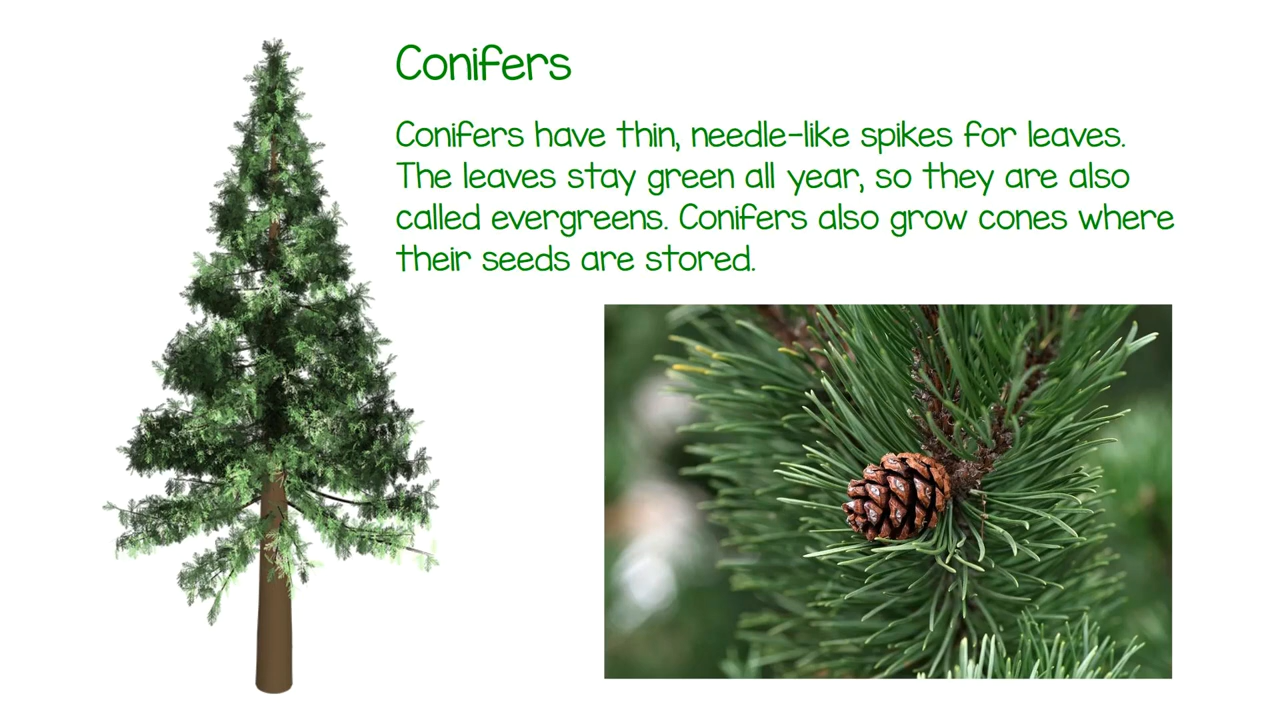 Conifers
Conifers have thin, needle-like spikes for leaves.
The leaves stay green all year, so they are also
called evergreens. Conifers also grow cones where
their seeds are stored.